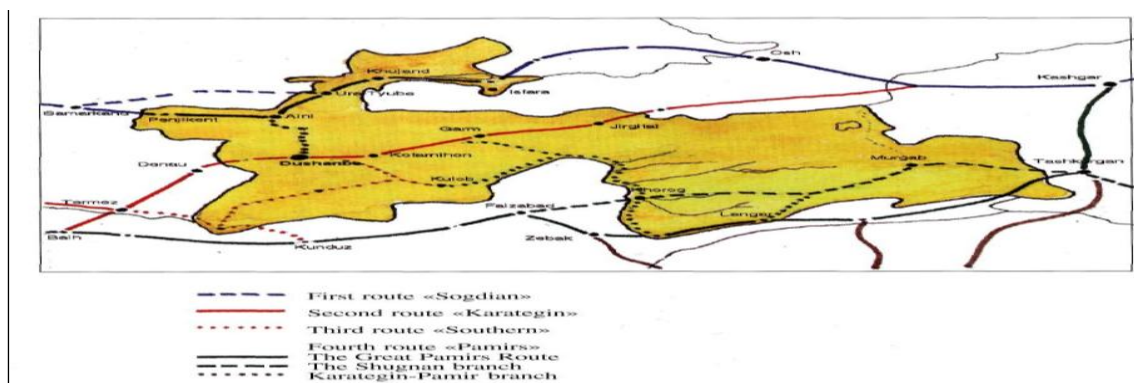 Osh
Khujand
Kashgar
Isfara
Ura-Tyube
Samarkand
Penjikent
Aini
Garm
Jirghal
Dushanbe
Kofarnihon
Denau
Murgab
Tashkurgan
Kulob
Khorog
Termez
Faizabad
Langar
Balh
Zebak
Kunduz
First route «Sogdian»
Second route «Karategin»
Third route «Southern»
Fourth route «Pamirs»
The Great Pamirs Route
The Shugnan branch
Karategin-Pamir branch